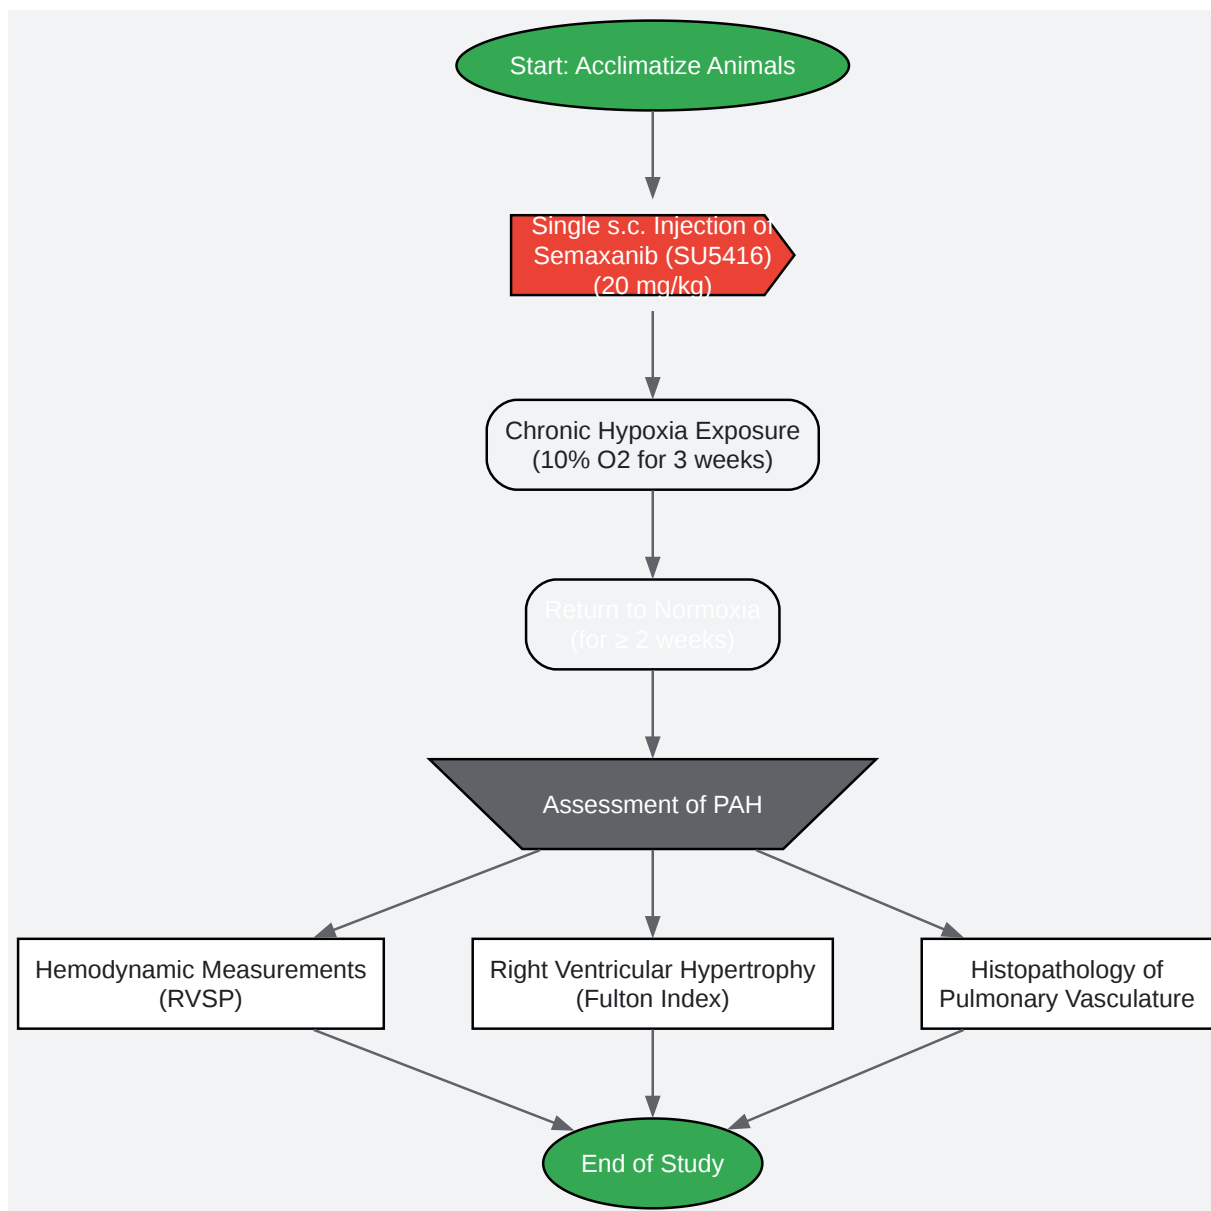 Start: Acclimatize Animals
Single s.c. Injection of
Semaxanib (SU5416)
(20 mg/kg)
Chronic Hypoxia Exposure
(10% O2 for 3 weeks)
Return to Normoxia
(for ≥ 2 weeks)
Assessment of PAH
Hemodynamic Measurements
(RVSP)
Right Ventricular Hypertrophy
(Fulton Index)
Histopathology of
Pulmonary Vasculature
End of Study